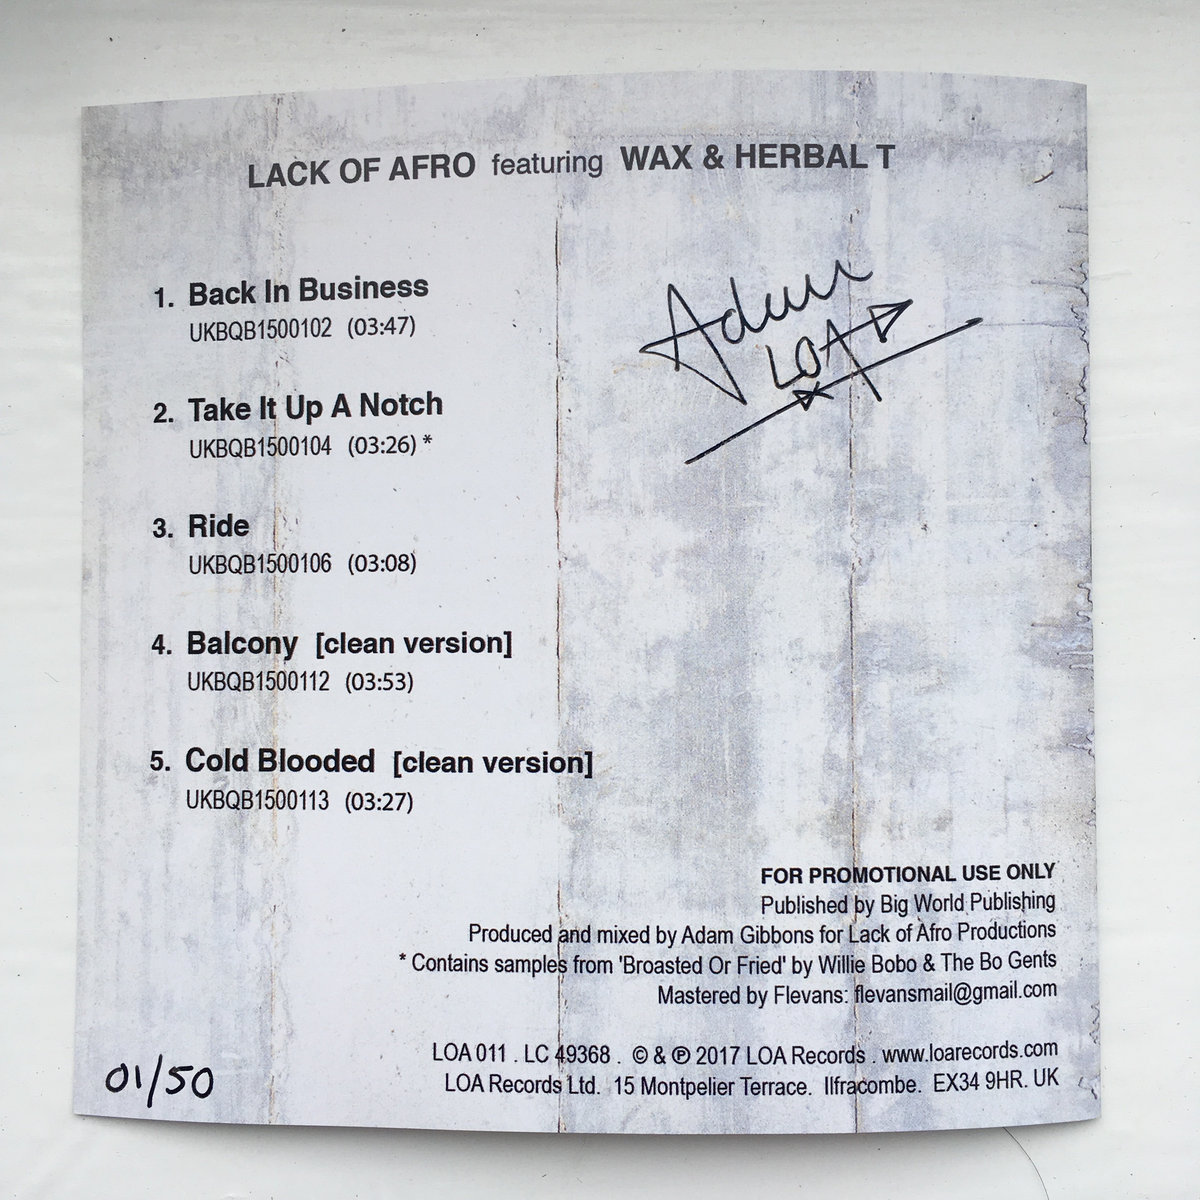 LACK OF AFRO featuring WAX & HERBAL T
1. Back In Business
UKBQB1500102 (03:47)
2. Take It Up A Notch
UKBQB1500104 (03:26) *
3. Ride
UKBQB1500106 (03:08)
4. Balcony [clean version]
UKBQB1500112 (03:53)
5. Cold Blooded [clean version]
UKBQB1500113 (03:27)
Adam
LOA
FOR PROMOTIONAL USE ONLY
Published by Big World Publishing
Produced and mixed by Adam Gibbons for Lack of Afro Productions
* Contains samples from 'Broasted Or Fried' by Willie Bobo & The Bo Gents
Mastered by Flevans: flevansmail@gmail.com
LOA 011 . LC 49368 . © & ℗ 2017 LOA Records . www.loarecords.com
LOA Records Ltd. 15 Montpelier Terrace. Ilfracombe. EX34 9HR. UK
01/50